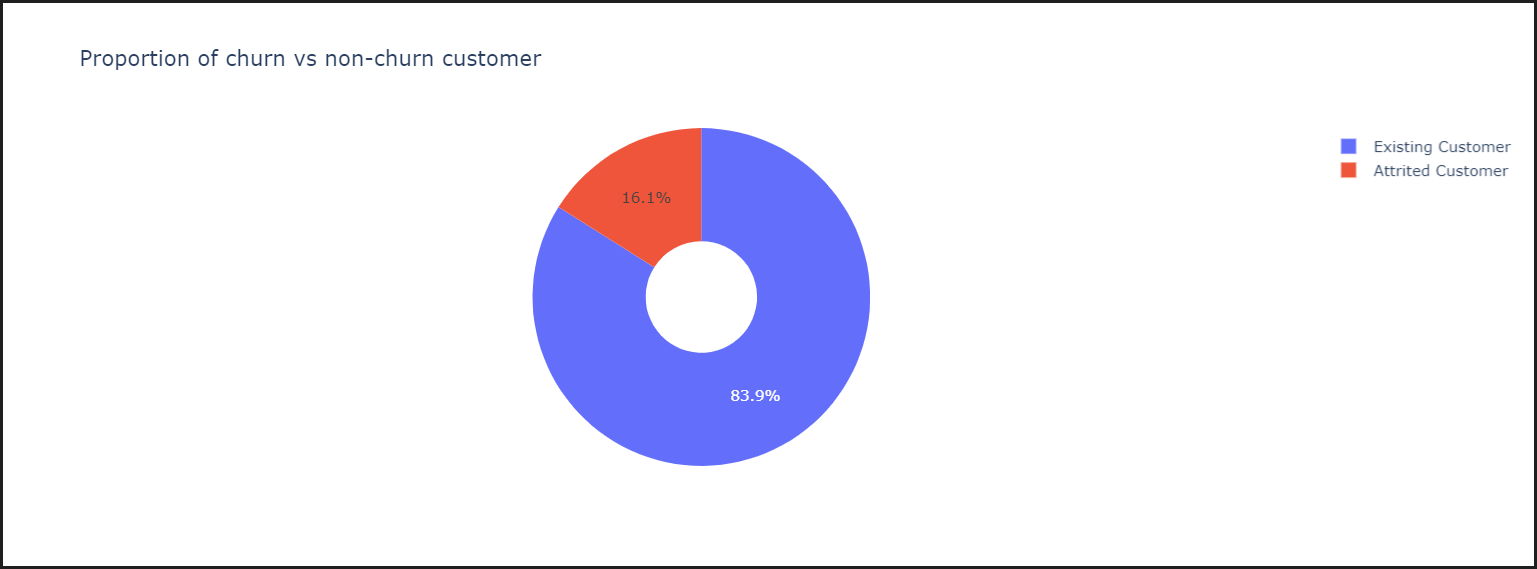 Proportion of churn vs non-churn customer
Existing Customer
Attrited Customer
16.1%
83.9%